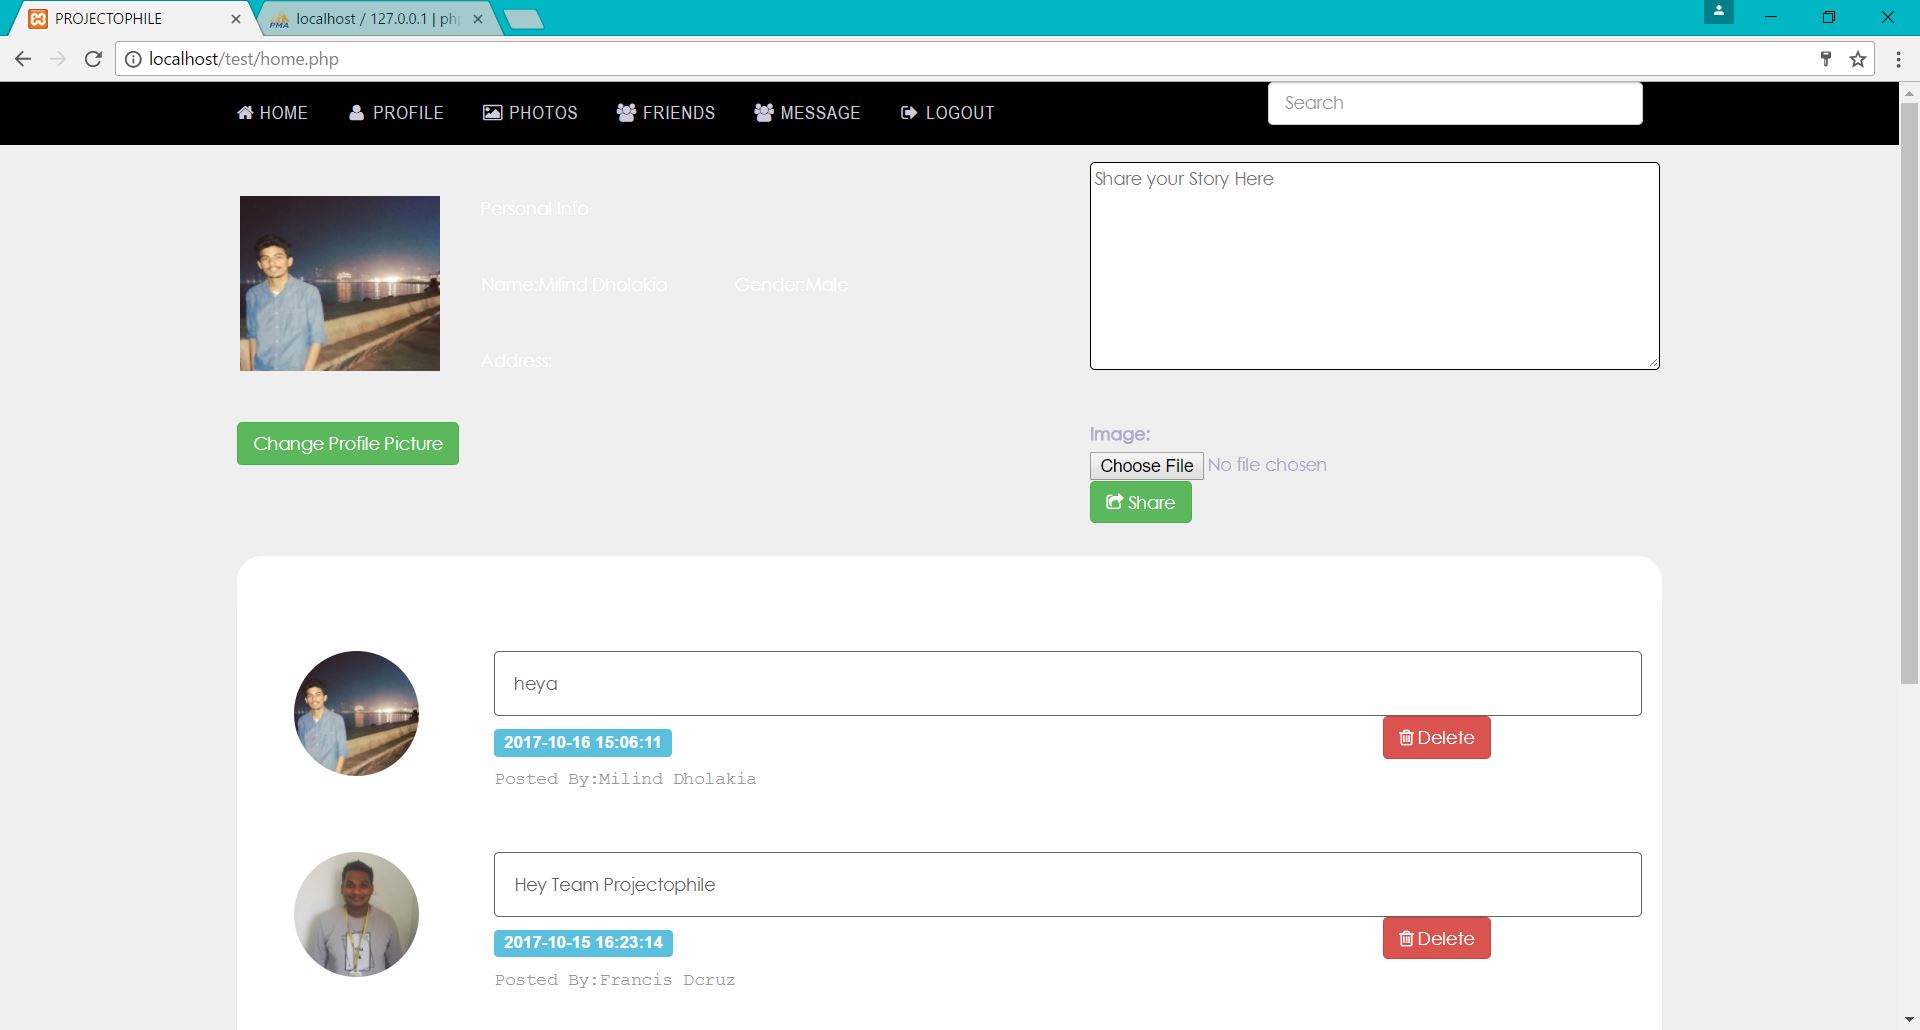 PROJECTOPHILE
localhost / 127.0.0.1 | php
localhost/test/home.php
HOME PROFILE PHOTOS FRIENDS MESSAGE LOGOUT Search
Share your Story Here
Personal Info
Name:Milind Dholakia Gender:Male
Address:
Change Profile Picture
Image:
Choose File No file chosen
Share
heya
2017-10-16 15:06:11 Delete
Posted By:Milind Dholakia
Hey Team Projectophile
2017-10-15 16:23:14 Delete
Posted By:Francis Dcruz